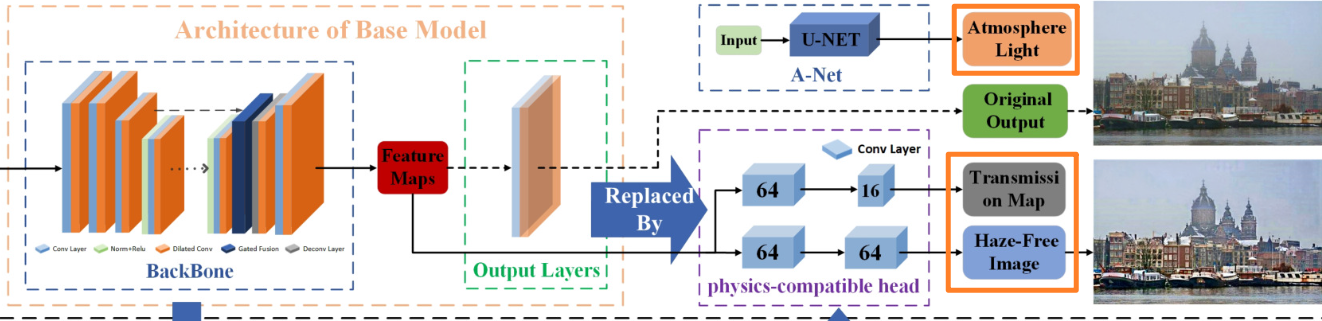 Architecture of Base Model
Conv Layer
Norm+Relu
Dilated Conv
Gated Fusion
Deconv Layer
BackBone
Feature
Maps
Output Layers
Replaced
By
Input
U-NET
A-Net
Atmosphere
Light
Original
Output
Conv Layer
64
16
64
64
physics-compatible head
Transmissi
on Map
Haze-Free
Image